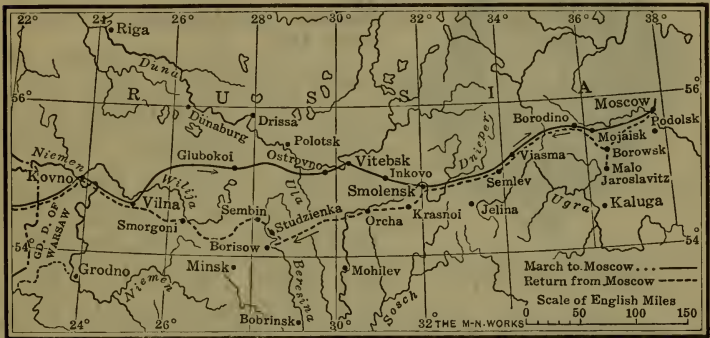 22° 24° 26° 28° 30° 32° 34° 36° 38°
Riga
Duna
56° R U S S I A 56°
Dünaburg
Drissa
Polotsk
Moscow
Podolsk
Borodino
Mojaisk
Borowsk
Malo
Jaroslavitz
Dnieper
Viasma
Semlev
Glubokoi
Ostrovno
Vitebsk
Inkovo
Smolensk
Niemen
Kovno
Wilija
Vilna
Smorgoni
Sembin
Ula
Studzienka
Borisow
Orcha
Krasnoi
Jelina
Ugra
Kaluga
GD. D. OF
WARSAW
54° 54°
Grodno
Niemen
Minsk
Beresina
Mohilev
Sosch
Bobrinsk
March to Moscow
Return from Moscow
Scale of English Miles
0 50 100 150
24° 26° 28° 30° 32° THE M-N. WORKS